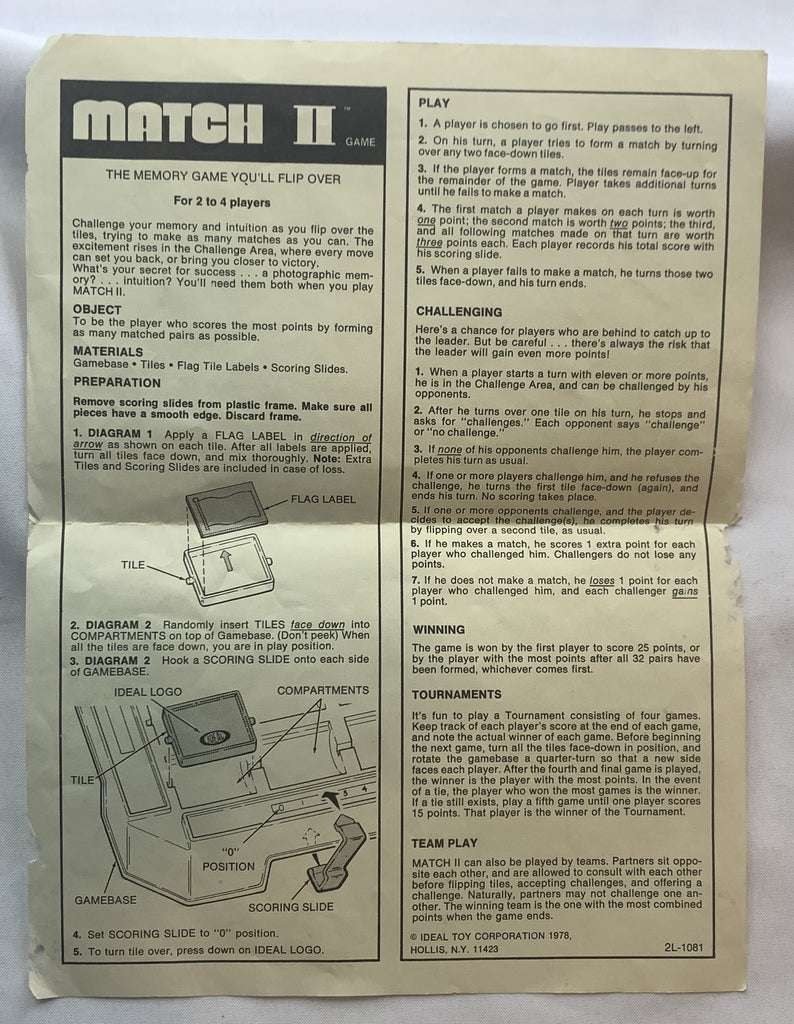 MATCH II ™
GAME
THE MEMORY GAME YOU'LL FLIP OVER
For 2 to 4 players
Challenge your memory and intuition as you flip over the
tiles, trying to make as many matches as you can. The
excitement rises in the Challenge Area, where every move
can set you back, or bring you closer to victory.
What's your secret for success . . . a photographic mem-
ory? . . . intuition? You'll need them both when you play
MATCH II.
OBJECT
To be the player who scores the most points by forming
as many matched pairs as possible.
MATERIALS
Gamebase • Tiles • Flag Tile Labels • Scoring Slides.
PREPARATION
Remove scoring slides from plastic frame. Make sure all
pieces have a smooth edge. Discard frame.
1. DIAGRAM 1 Apply a FLAG LABEL in direction of
arrow as shown on each tile. After all labels are applied,
turn all tiles face down, and mix thoroughly. Note: Extra
Tiles and Scoring Slides are included in case of loss.
FLAG LABEL
TILE
2. DIAGRAM 2 Randomly insert TILES face down into
COMPARTMENTS on top of Gamebase. (Don't peek) When
all the tiles are face down, you are in play position.
3. DIAGRAM 2 Hook a SCORING SLIDE onto each side
of GAMEBASE.
IDEAL LOGO
COMPARTMENTS
TILE
IDEAL
0 1 3 4
"0"
POSITION
GAMEBASE
SCORING SLIDE
4. Set SCORING SLIDE to "0" position.
5. To turn tile over, press down on IDEAL LOGO.
PLAY
1. A player is chosen to go first. Play passes to the left.
2. On his turn, a player tries to form a match by turning
over any two face-down tiles.
3. If the player forms a match, the tiles remain face-up for
the remainder of the game. Player takes additional turns
until he fails to make a match.
4. The first match a player makes on each turn is worth
one point; the second match is worth two points; the third,
and all following matches made on that turn are worth
three points each. Each player records his total score with
his scoring slide.
5. When a player fails to make a match, he turns those two
tiles face-down, and his turn ends.
CHALLENGING
Here's a chance for players who are behind to catch up to
the leader. But be careful . . . there's always the risk that
the leader will gain even more points!
1. When a player starts a turn with eleven or more points,
he is in the Challenge Area, and can be challenged by his
opponents.
2. After he turns over one tile on his turn, he stops and
asks for "challenges." Each opponent says "challenge"
or "no challenge."
3. If none of his opponents challenge him, the player com-
pletes his turn as usual.
4. If one or more players challenge him, and he refuses the
challenge, he turns the first tile face-down (again), and
ends his turn. No scoring takes place.
5. If one or more opponents challenge, and the player de-
cides to accept the challenge(s), he completes his turn
by flipping over a second tile, as usual.
6. If he makes a match, he scores 1 extra point for each
player who challenged him. Challengers do not lose any
points.
7. If he does not make a match, he loses 1 point for each
player who challenged him, and each challenger gains
1 point.
WINNING
The game is won by the first player to score 25 points, or
by the player with the most points after all 32 pairs have
been formed, whichever comes first.
TOURNAMENTS
It's fun to play a Tournament consisting of four games.
Keep track of each player's score at the end of each game,
and note the actual winner of each game. Before beginning
the next game, turn all the tiles face-down in position, and
rotate the gamebase a quarter-turn so that a new side
faces each player. After the fourth and final game is played,
the winner is the player with the most points. In the event
of a tie, the player who won the most games is the winner.
If a tie still exists, play a fifth game until one player scores
15 points. That player is the winner of the Tournament.
TEAM PLAY
MATCH II can also be played by teams. Partners sit oppo-
site each other, and are allowed to consult with each other
before flipping tiles, accepting challenges, and offering a
challenge. Naturally, partners may not challenge one an-
other. The winning team is the one with the most combined
points when the game ends.
© IDEAL TOY CORPORATION 1978,
HOLLIS, N.Y. 11423
2L-1081